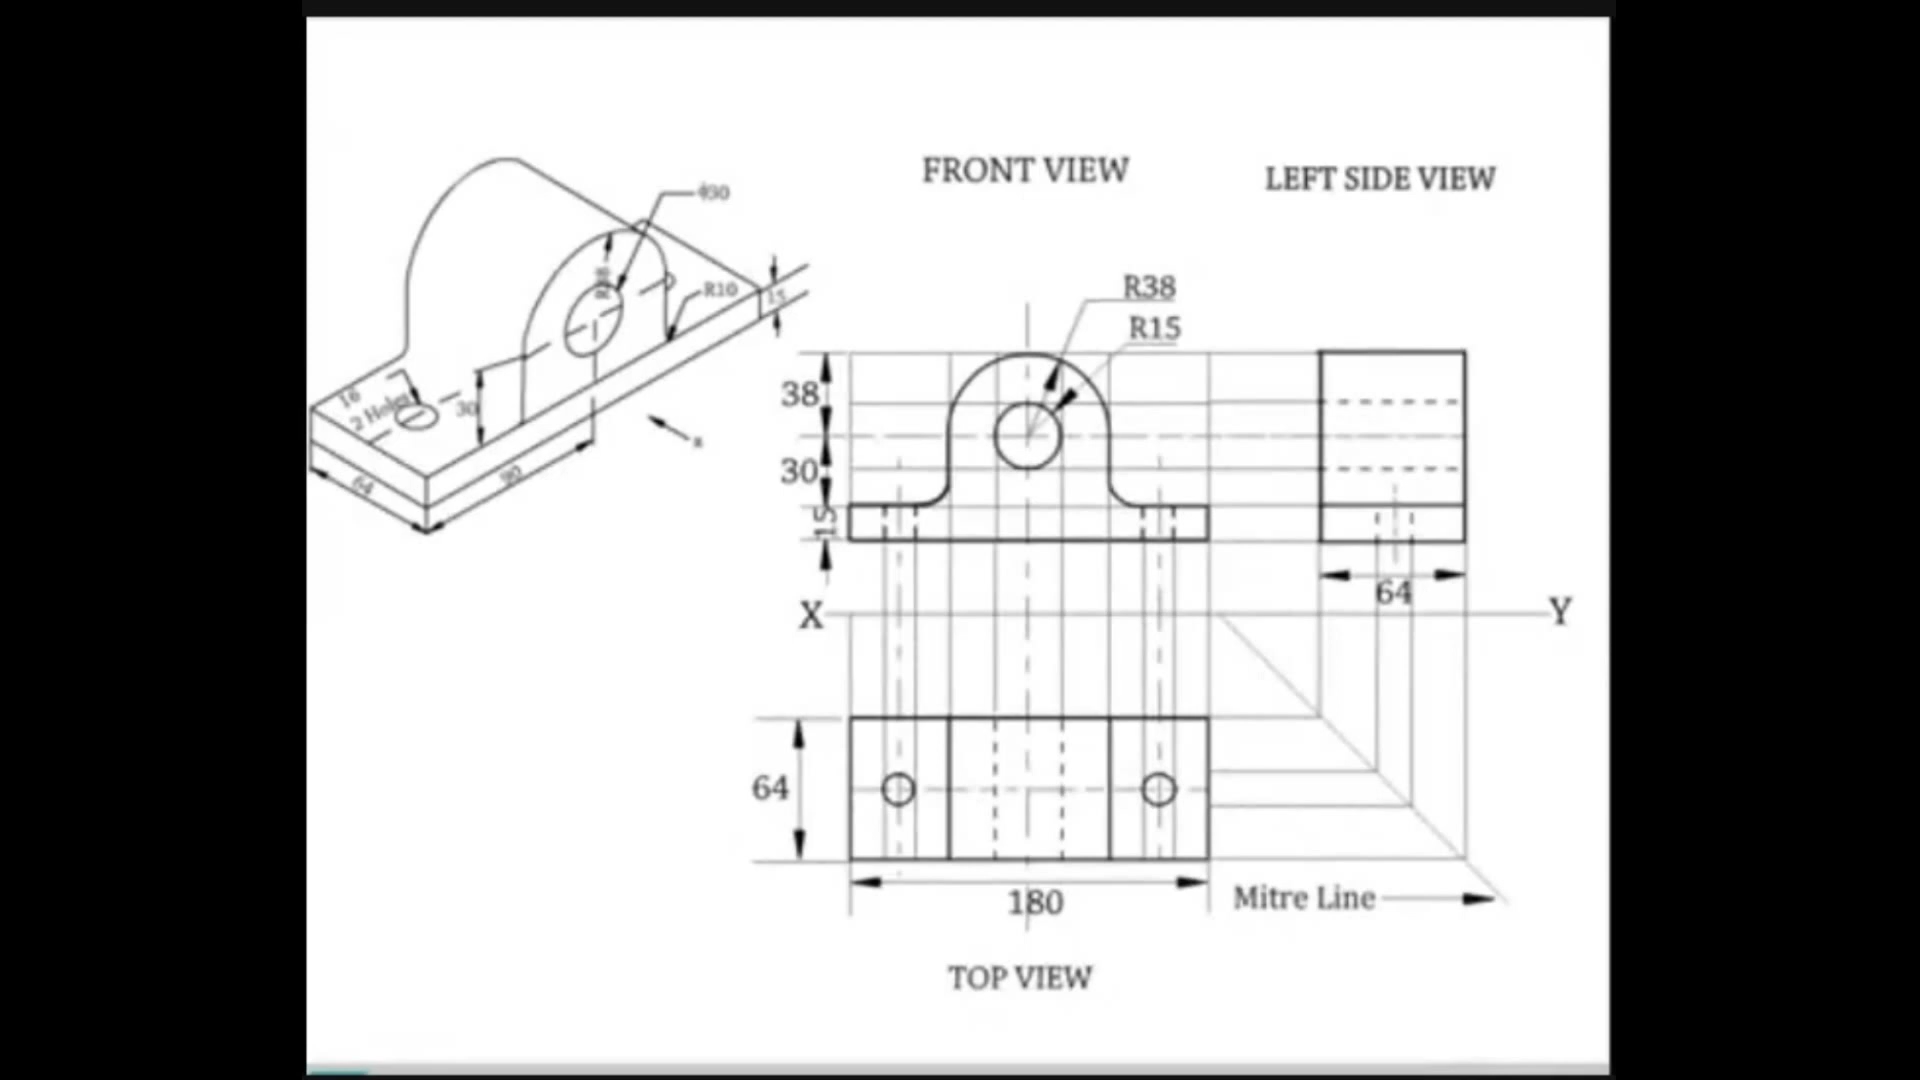 FRONT VIEW
LEFT SIDE VIEW
ϕ30
R38
R10
15
16
2 Holes
30
x
90
64
R38
R15
38
30
15
64
X
Y
64
180
Mitre Line
TOP VIEW